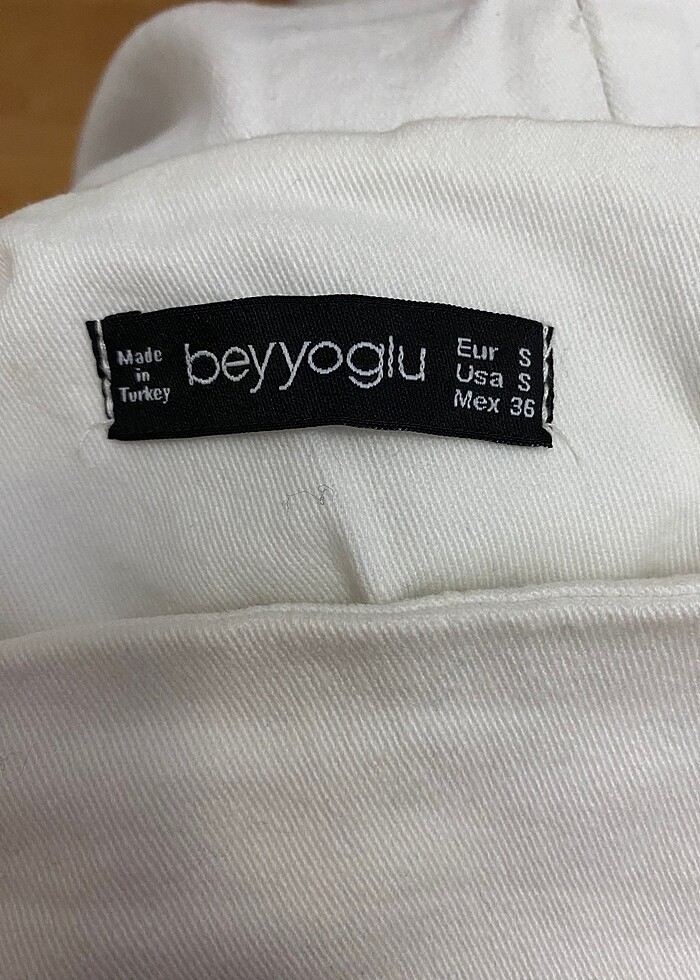 Made
in
Turkey
beyyoglu
Eur S
Usa S
Mex 36